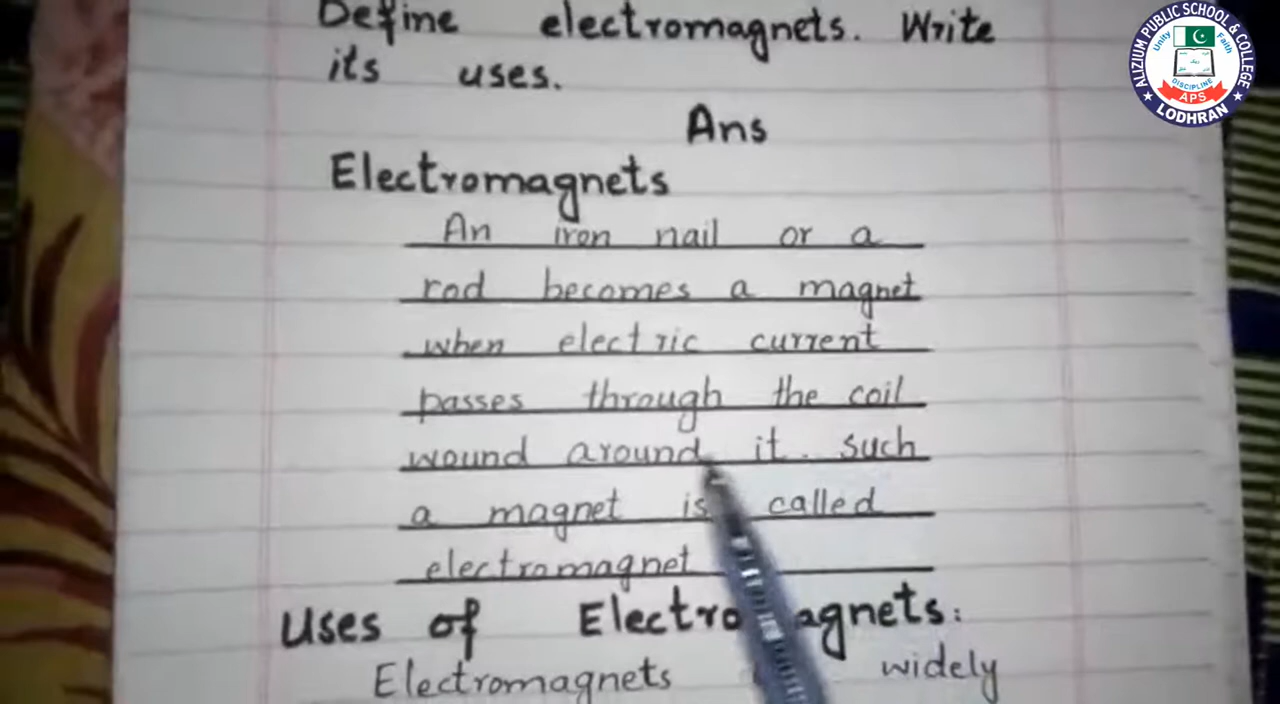 Define electromagnets. Write
its uses.
Ans
Electromagnets
An iron nail or a
rod becomes a magnet
when electric current
passes through the coil
wound around it. such
a magnet is called
electromagnet
Uses of Electromagnets:
Electromagnets widely
ALIZIUM PUBLIC SCHOOL & COLLEGE
Unity
Faith
DISCIPLINE
APS
LODHRAN